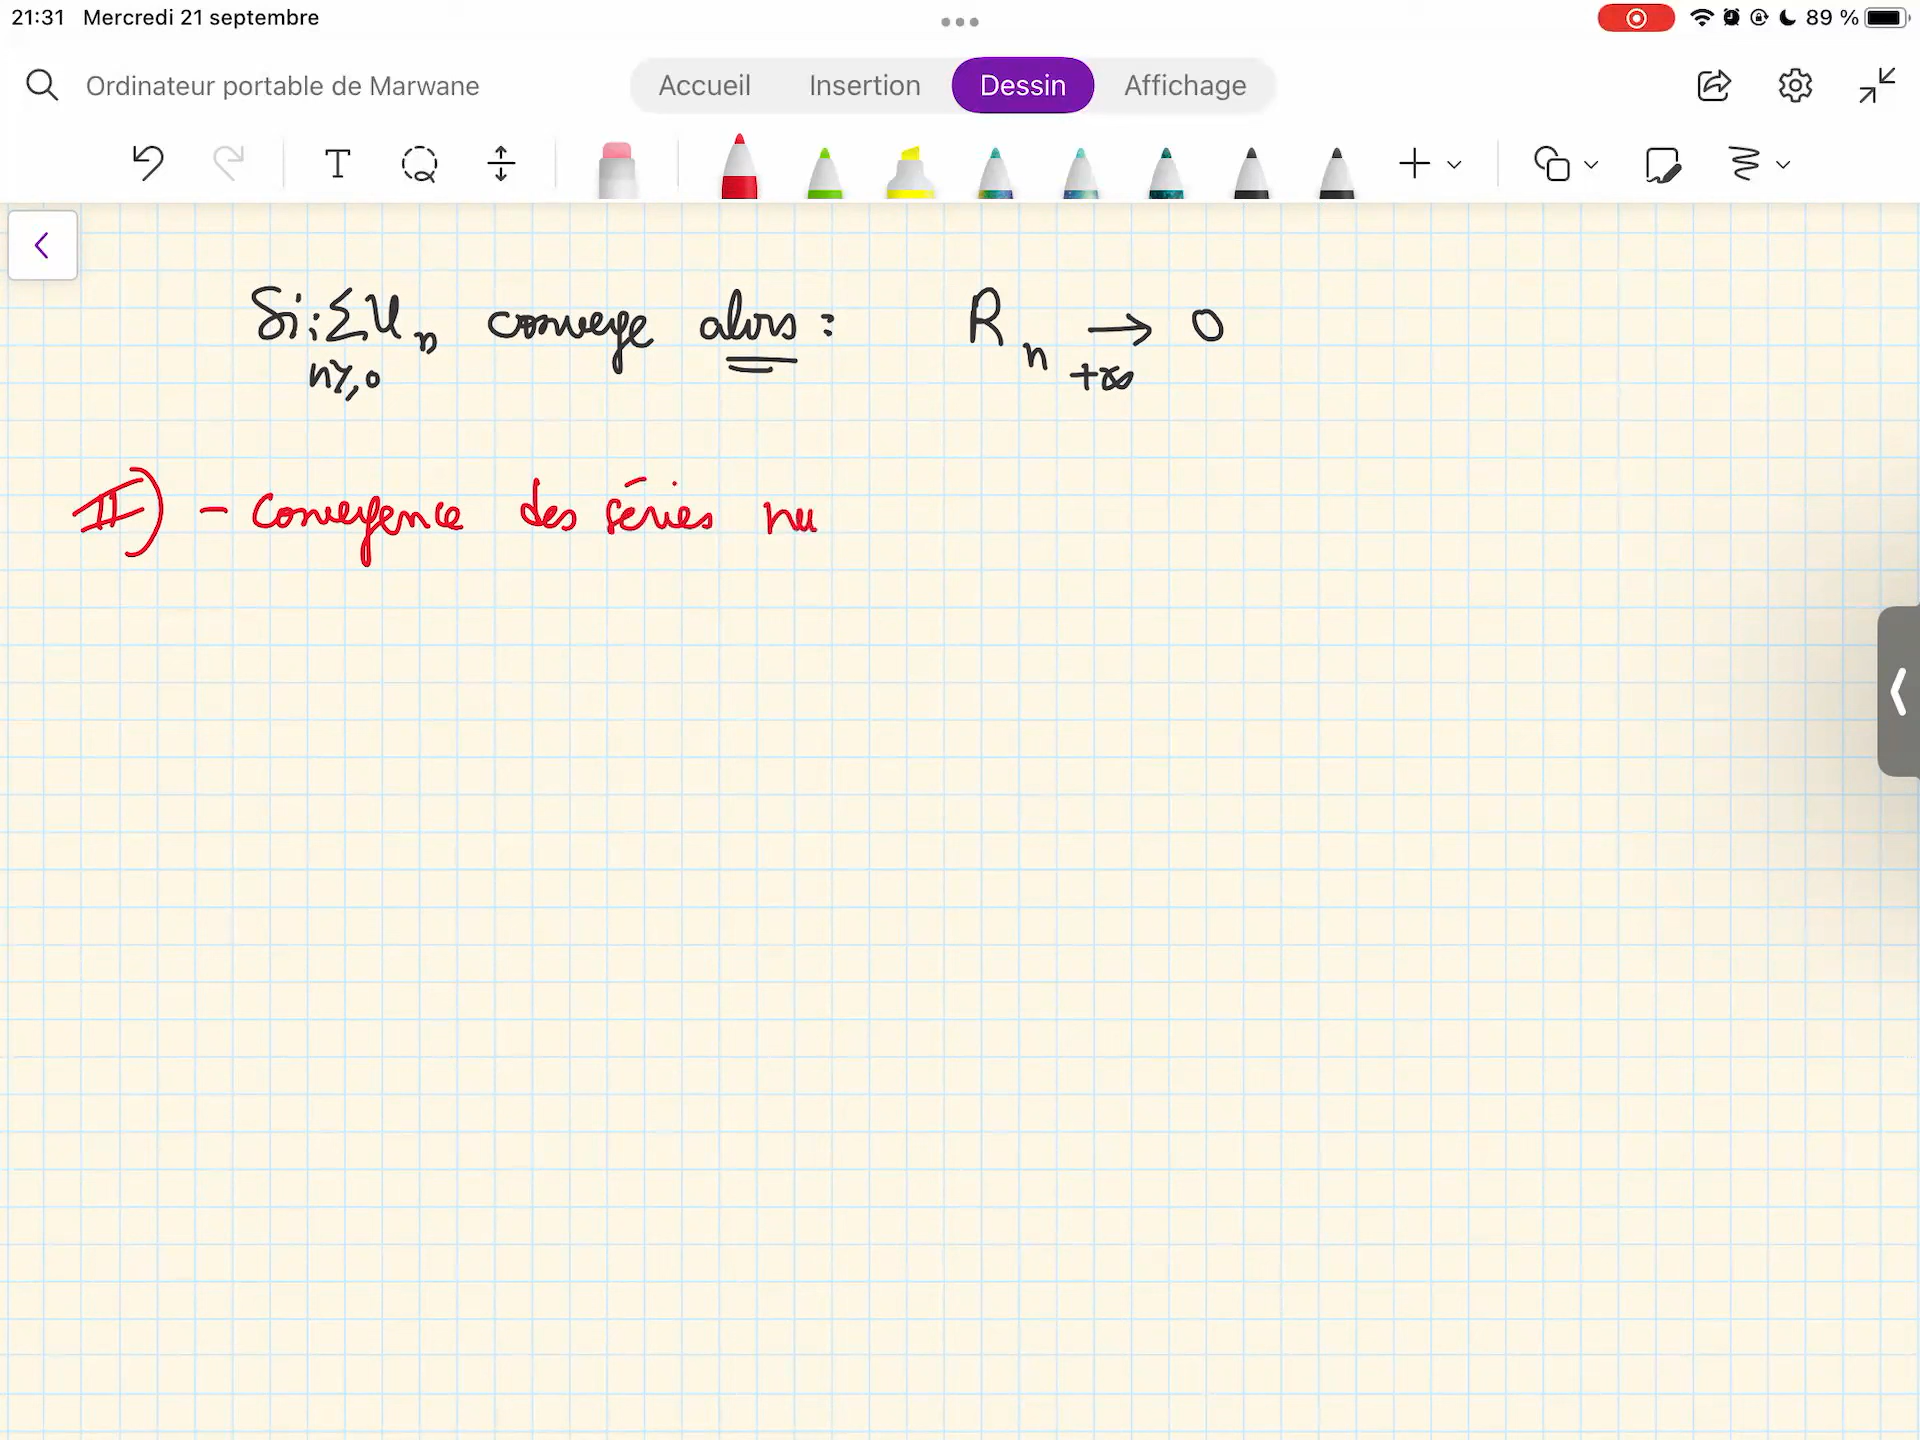 21:31 Mercredi 21 septembre 89 %
Ordinateur portable de Marwane Accueil Insertion Dessin Affichage
T
Si: ΣUn converge alors : Rn → 0
n⩾0 +∞
II) - Convergence des séries nu